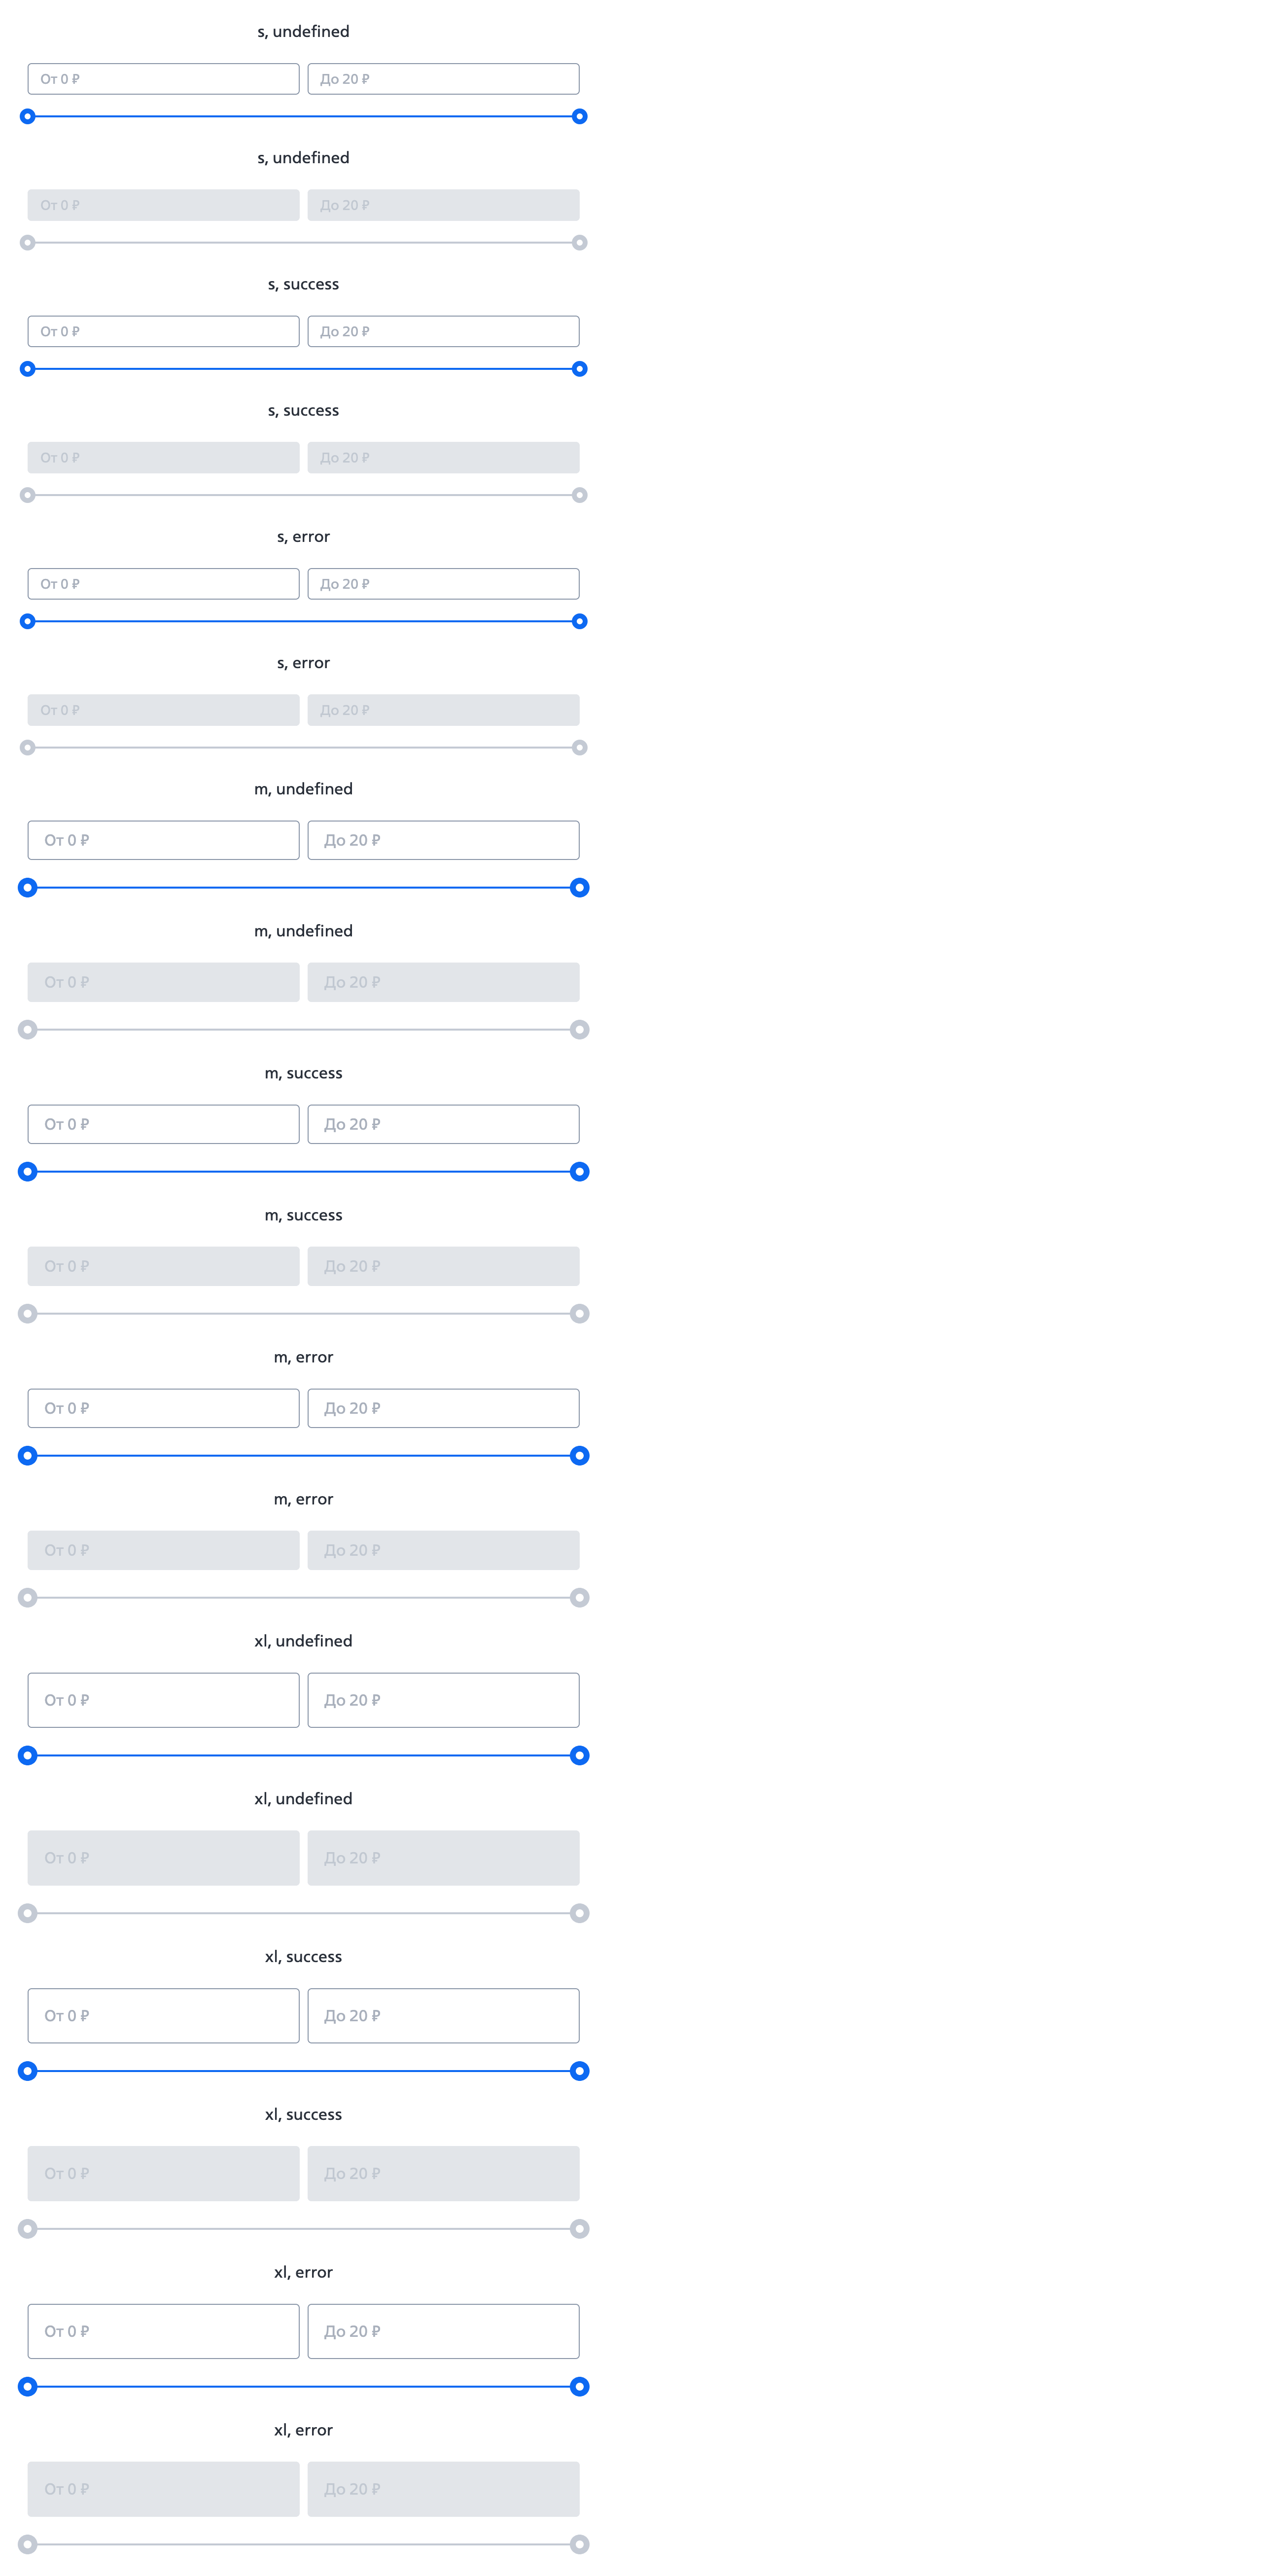 s, undefined
От 0 ₽ До 20 ₽
s, undefined
От 0 ₽ До 20 ₽
s, success
От 0 ₽ До 20 ₽
s, success
От 0 ₽ До 20 ₽
s, error
От 0 ₽ До 20 ₽
s, error
От 0 ₽ До 20 ₽
m, undefined
От 0 ₽ До 20 ₽
m, undefined
От 0 ₽ До 20 ₽
m, success
От 0 ₽ До 20 ₽
m, success
От 0 ₽ До 20 ₽
m, error
От 0 ₽ До 20 ₽
m, error
От 0 ₽ До 20 ₽
xl, undefined
От 0 ₽ До 20 ₽
xl, undefined
От 0 ₽ До 20 ₽
xl, success
От 0 ₽ До 20 ₽
xl, success
От 0 ₽ До 20 ₽
xl, error
От 0 ₽ До 20 ₽
xl, error
От 0 ₽ До 20 ₽